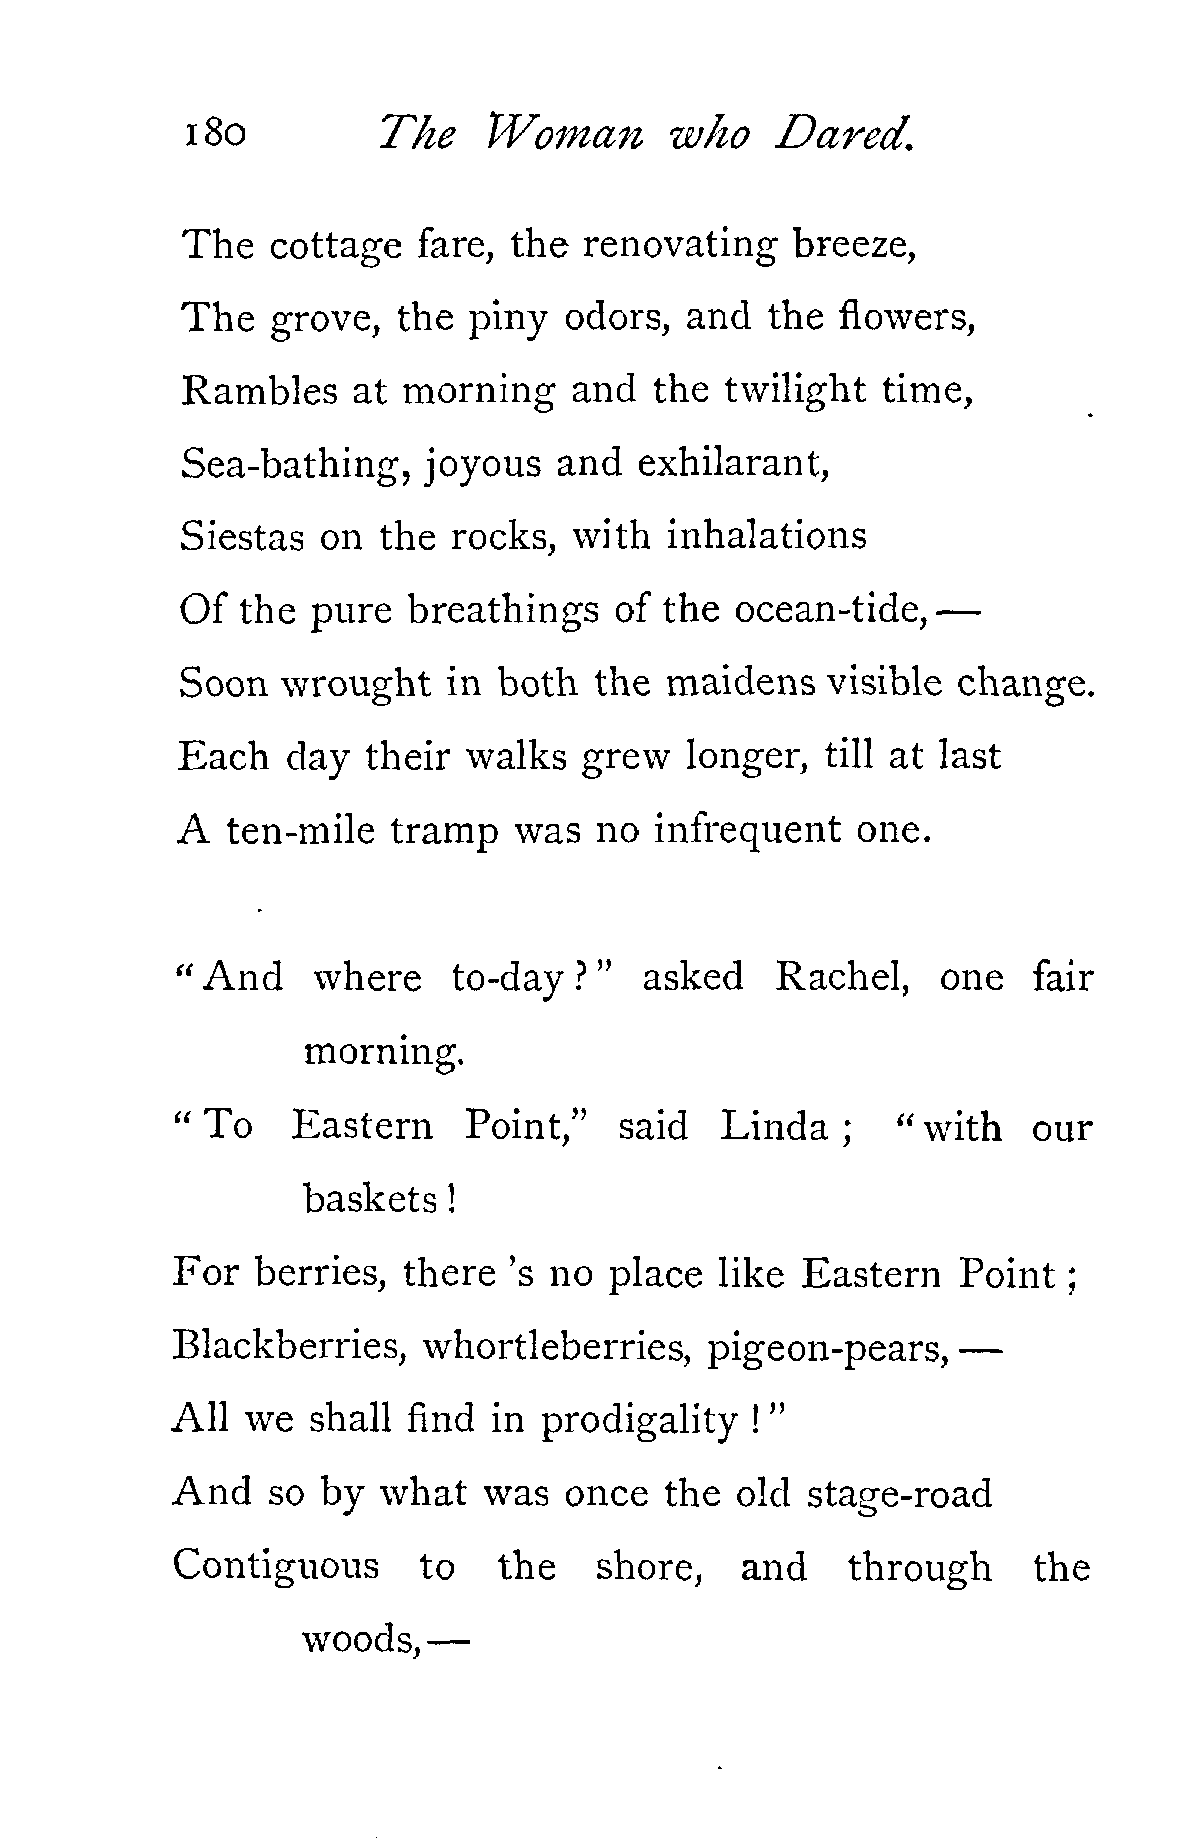 180 The Woman who Dared.
The cottage fare, the renovating breeze,
The grove, the piny odors, and the flowers,
Rambles at morning and the twilight time,
Sea-bathing, joyous and exhilarant,
Siestas on the rocks, with inhalations
Of the pure breathings of the ocean-tide, —
Soon wrought in both the maidens visible change.
Each day their walks grew longer, till at last
A ten-mile tramp was no infrequent one.
“ And where to-day ? ” asked Rachel, one fair
morning.
“ To Eastern Point,” said Linda ; “ with our
baskets !
For berries, there 's no place like Eastern Point ;
Blackberries, whortleberries, pigeon-pears, —
All we shall find in prodigality ! ”
And so by what was once the old stage-road
Contiguous to the shore, and through the
woods, —